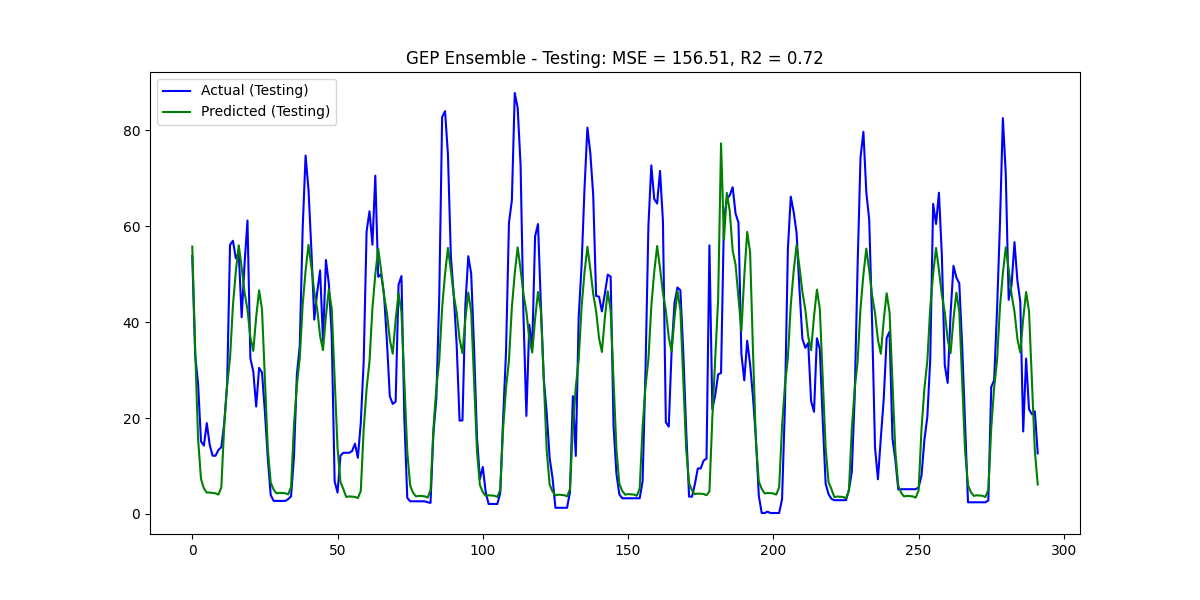 GEP Ensemble - Testing: MSE = 156.51, R2 = 0.72
Actual (Testing)
Predicted (Testing)
80
60
40
20
0
0 50 100 150 200 250 300